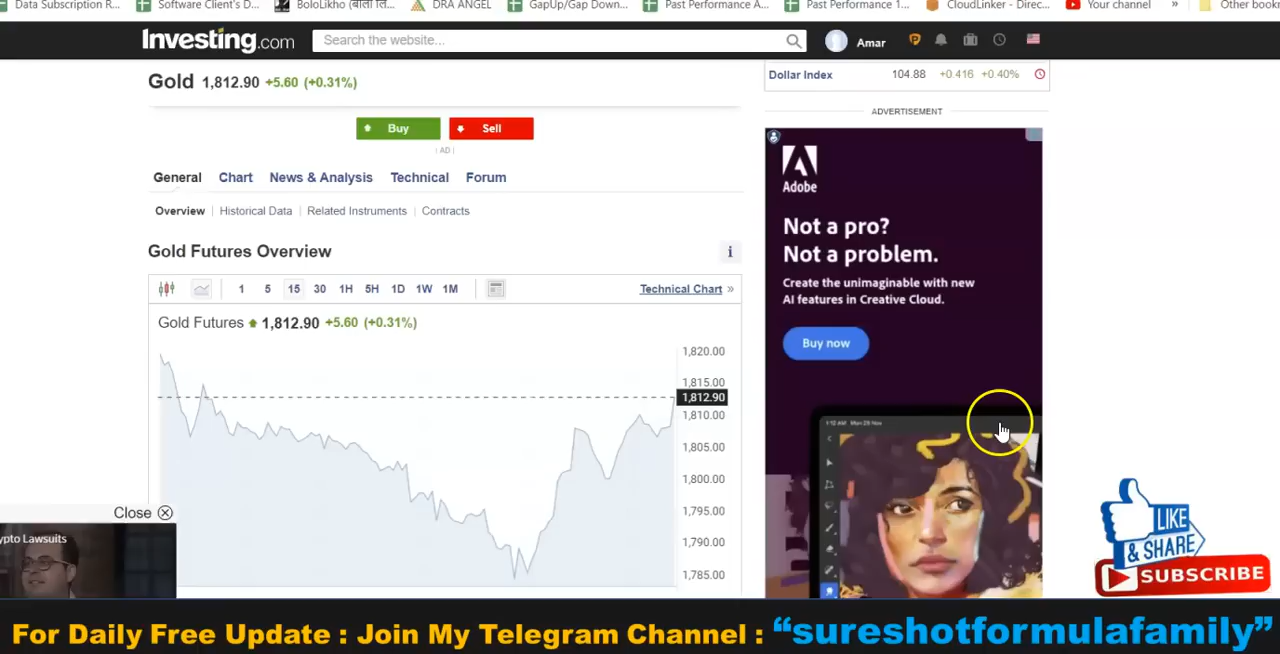 Data Subscription R...
Software Client's D...
BoloLikho (बोलो लि...
DRA ANGEL
GapUp/Gap Down...
Past Performance A...
Past Performance 1...
CloudLinker - Direc...
Your channel
»
Other book
Investing.com
Search the website...
Amar
Gold 1,812.90 +5.60 (+0.31%)
Dollar Index 104.88 +0.416 +0.40%
ADVERTISEMENT
Buy
Sell
| AD |
General Chart News & Analysis Technical Forum
Overview | Historical Data | Related Instruments | Contracts
Gold Futures Overview
i
1 5 15 30 1H 5H 1D 1W 1M
Technical Chart »
Gold Futures 1,812.90 +5.60 (+0.31%)
1,820.00
1,815.00
1,812.90
1,810.00
1,805.00
1,800.00
1,795.00
1,790.00
1,785.00
Adobe
Not a pro?
Not a problem.
Create the unimaginable with new
AI features in Creative Cloud.
Buy now
1:12 AM Mon 28 Nov
Close
ypto Lawsuits
LIKE
& SHARE
SUBSCRIBE
For Daily Free Update : Join My Telegram Channel : “sureshotformulafamily”